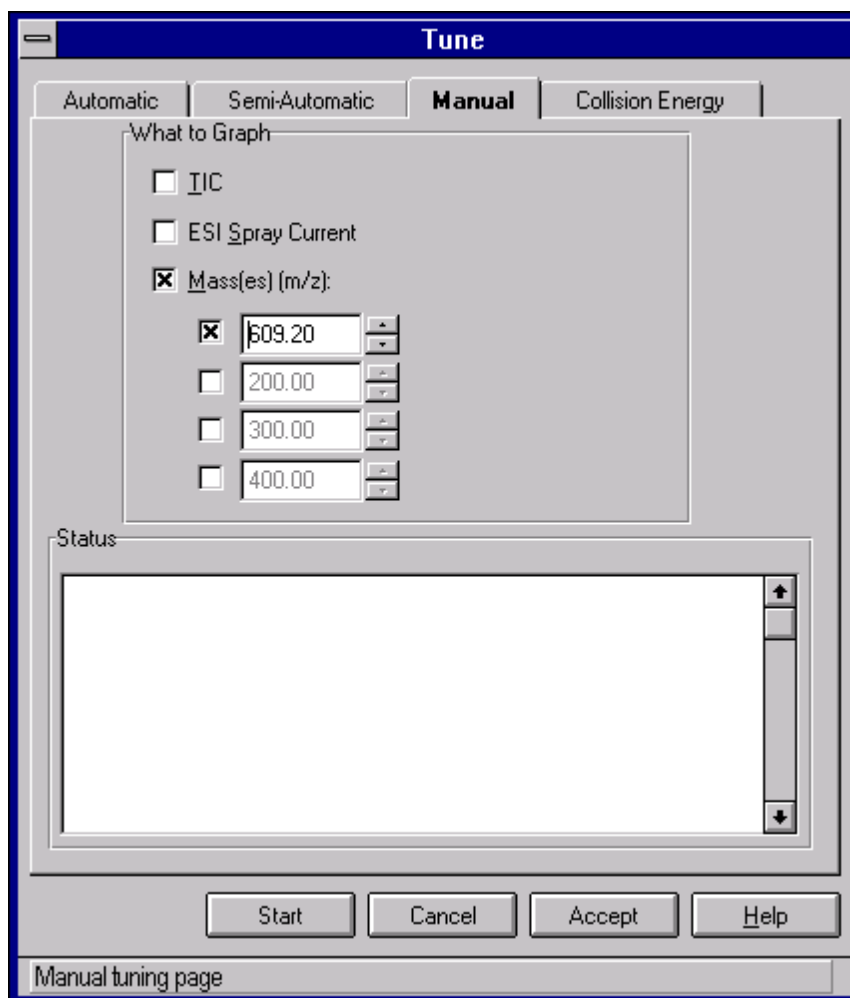 Tune
Automatic Semi-Automatic Manual Collision Energy
What to Graph
TIC
ESI Spray Current
Mass(es) (m/z):
609.20
200.00
300.00
400.00
Status
Start Cancel Accept Help
Manual tuning page